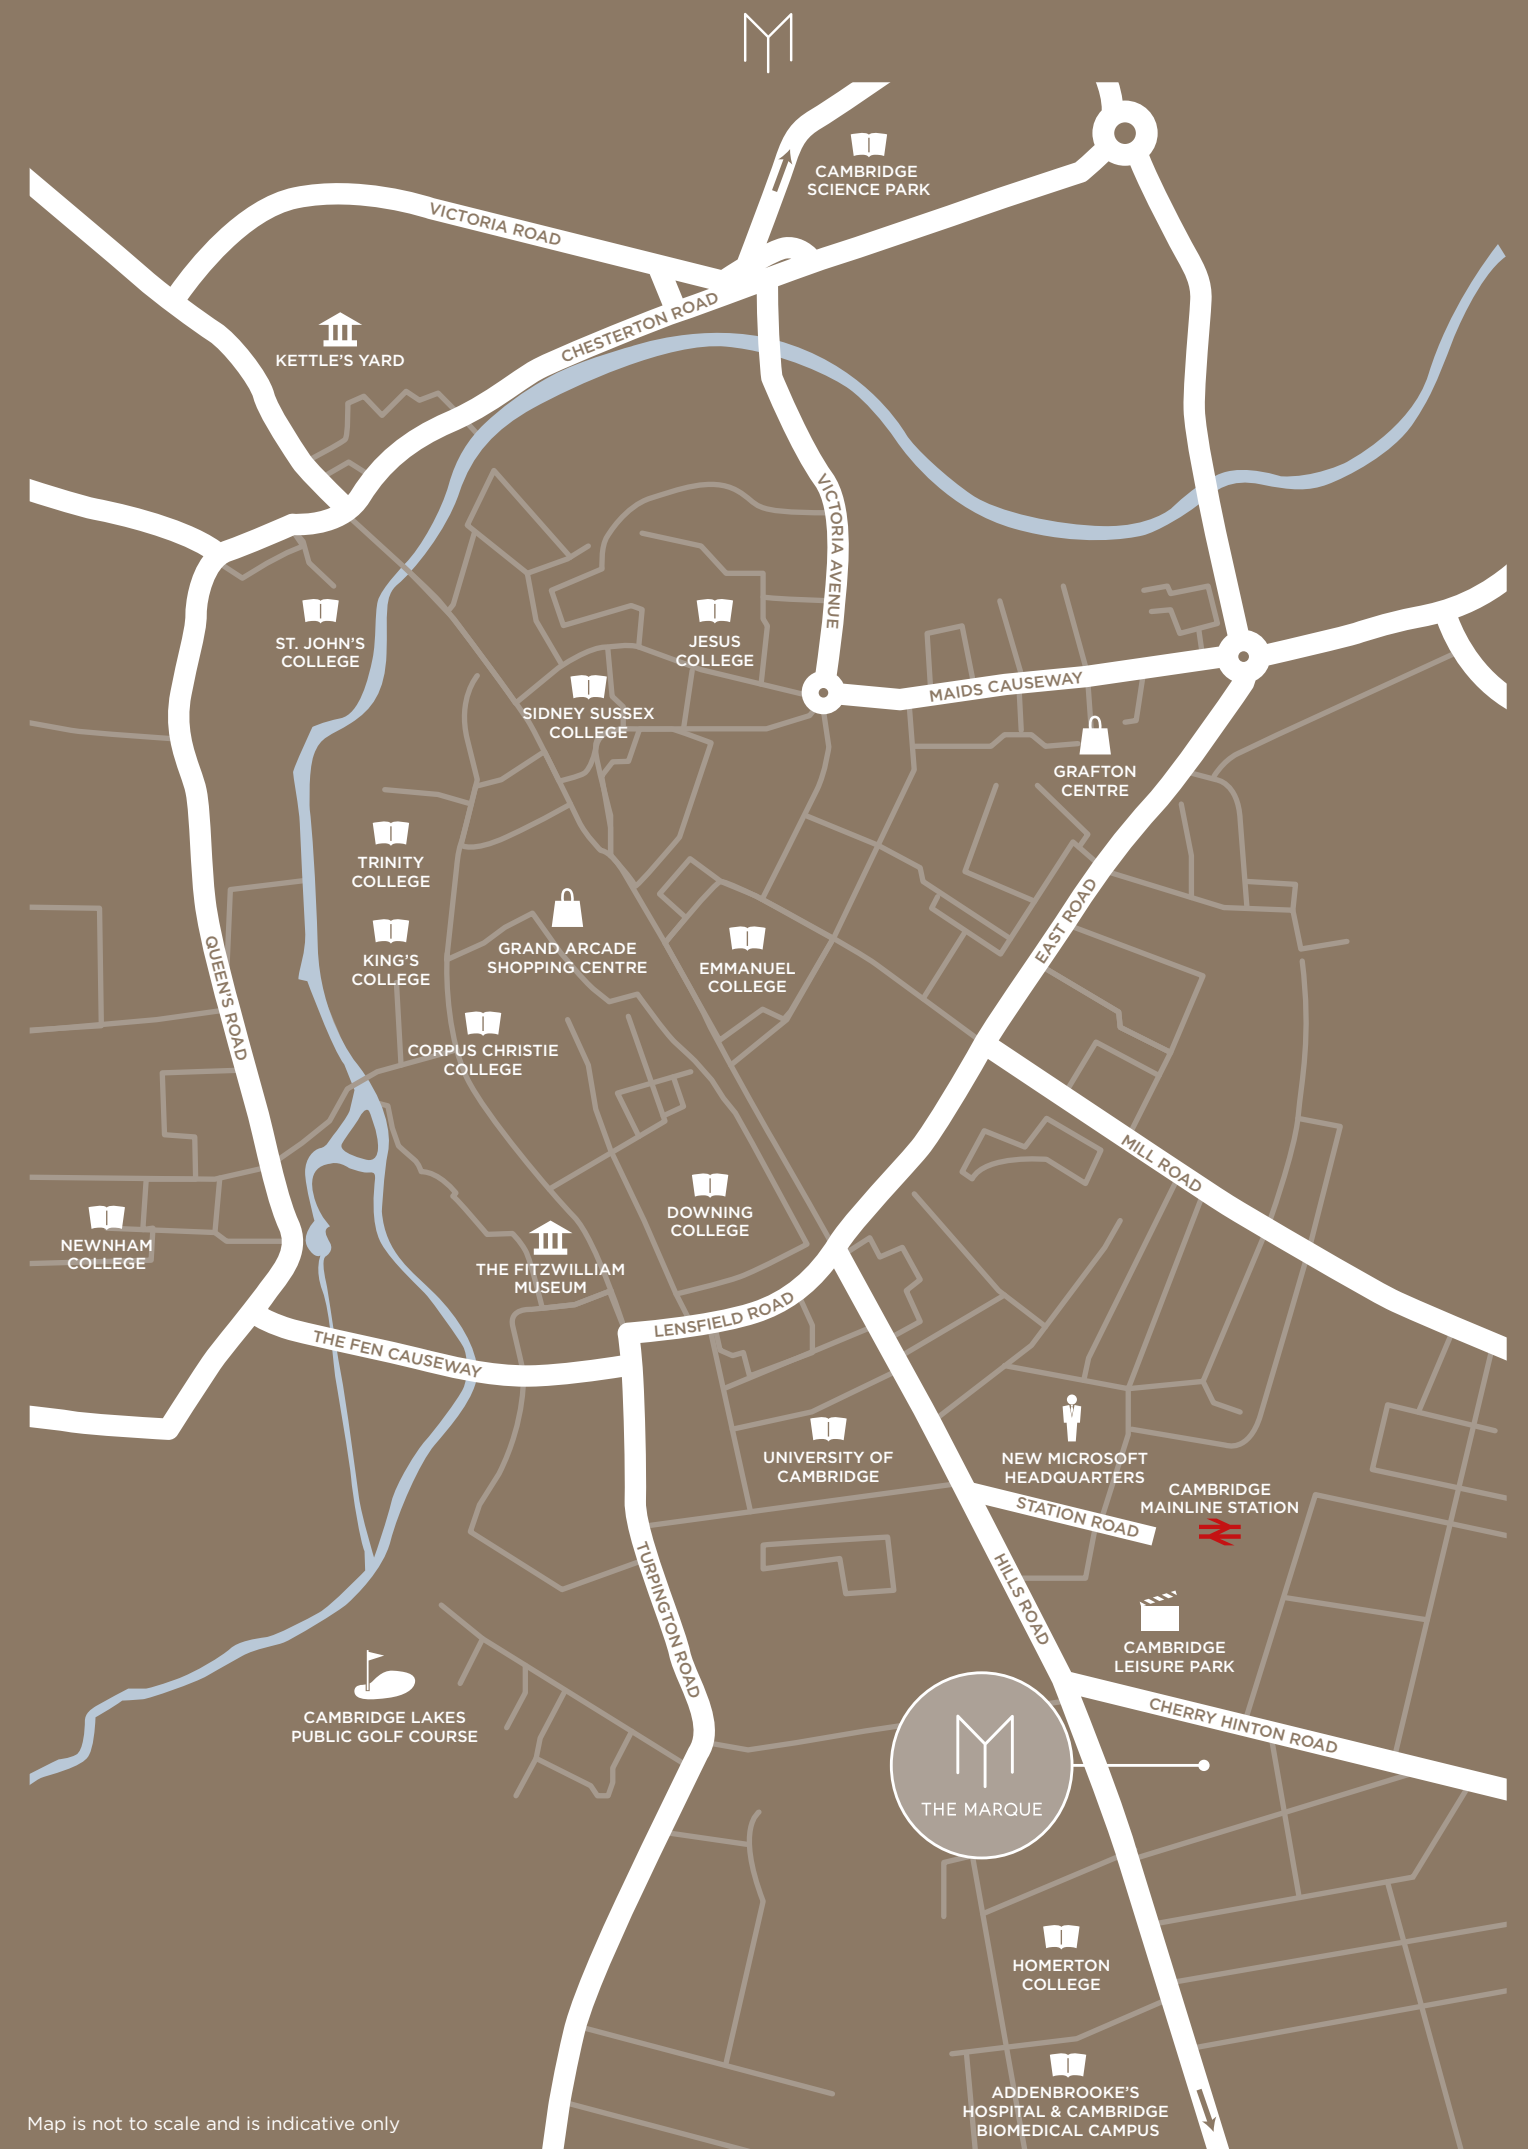 CAMBRIDGE
SCIENCE PARK
VICTORIA ROAD
CHESTERTON ROAD
KETTLE'S YARD
VICTORIA AVENUE
ST. JOHN'S
COLLEGE
JESUS
COLLEGE
SIDNEY SUSSEX
COLLEGE
MAIDS CAUSEWAY
GRAFTON
CENTRE
TRINITY
COLLEGE
EAST ROAD
KING'S
COLLEGE
GRAND ARCADE
SHOPPING CENTRE
EMMANUEL
COLLEGE
QUEEN'S ROAD
CORPUS CHRISTIE
COLLEGE
MILL ROAD
DOWNING
COLLEGE
NEWNHAM
COLLEGE
THE FITZWILLIAM
MUSEUM
LENSFIELD ROAD
THE FEN CAUSEWAY
UNIVERSITY OF
CAMBRIDGE
NEW MICROSOFT
HEADQUARTERS
CAMBRIDGE
MAINLINE STATION
STATION ROAD
TURPINGTON ROAD
HILLS ROAD
CAMBRIDGE
LEISURE PARK
CAMBRIDGE LAKES
PUBLIC GOLF COURSE
CHERRY HINTON ROAD
THE MARQUE
HOMERTON
COLLEGE
ADDENBROOKE'S
HOSPITAL & CAMBRIDGE
BIOMEDICAL CAMPUS
Map is not to scale and is indicative only